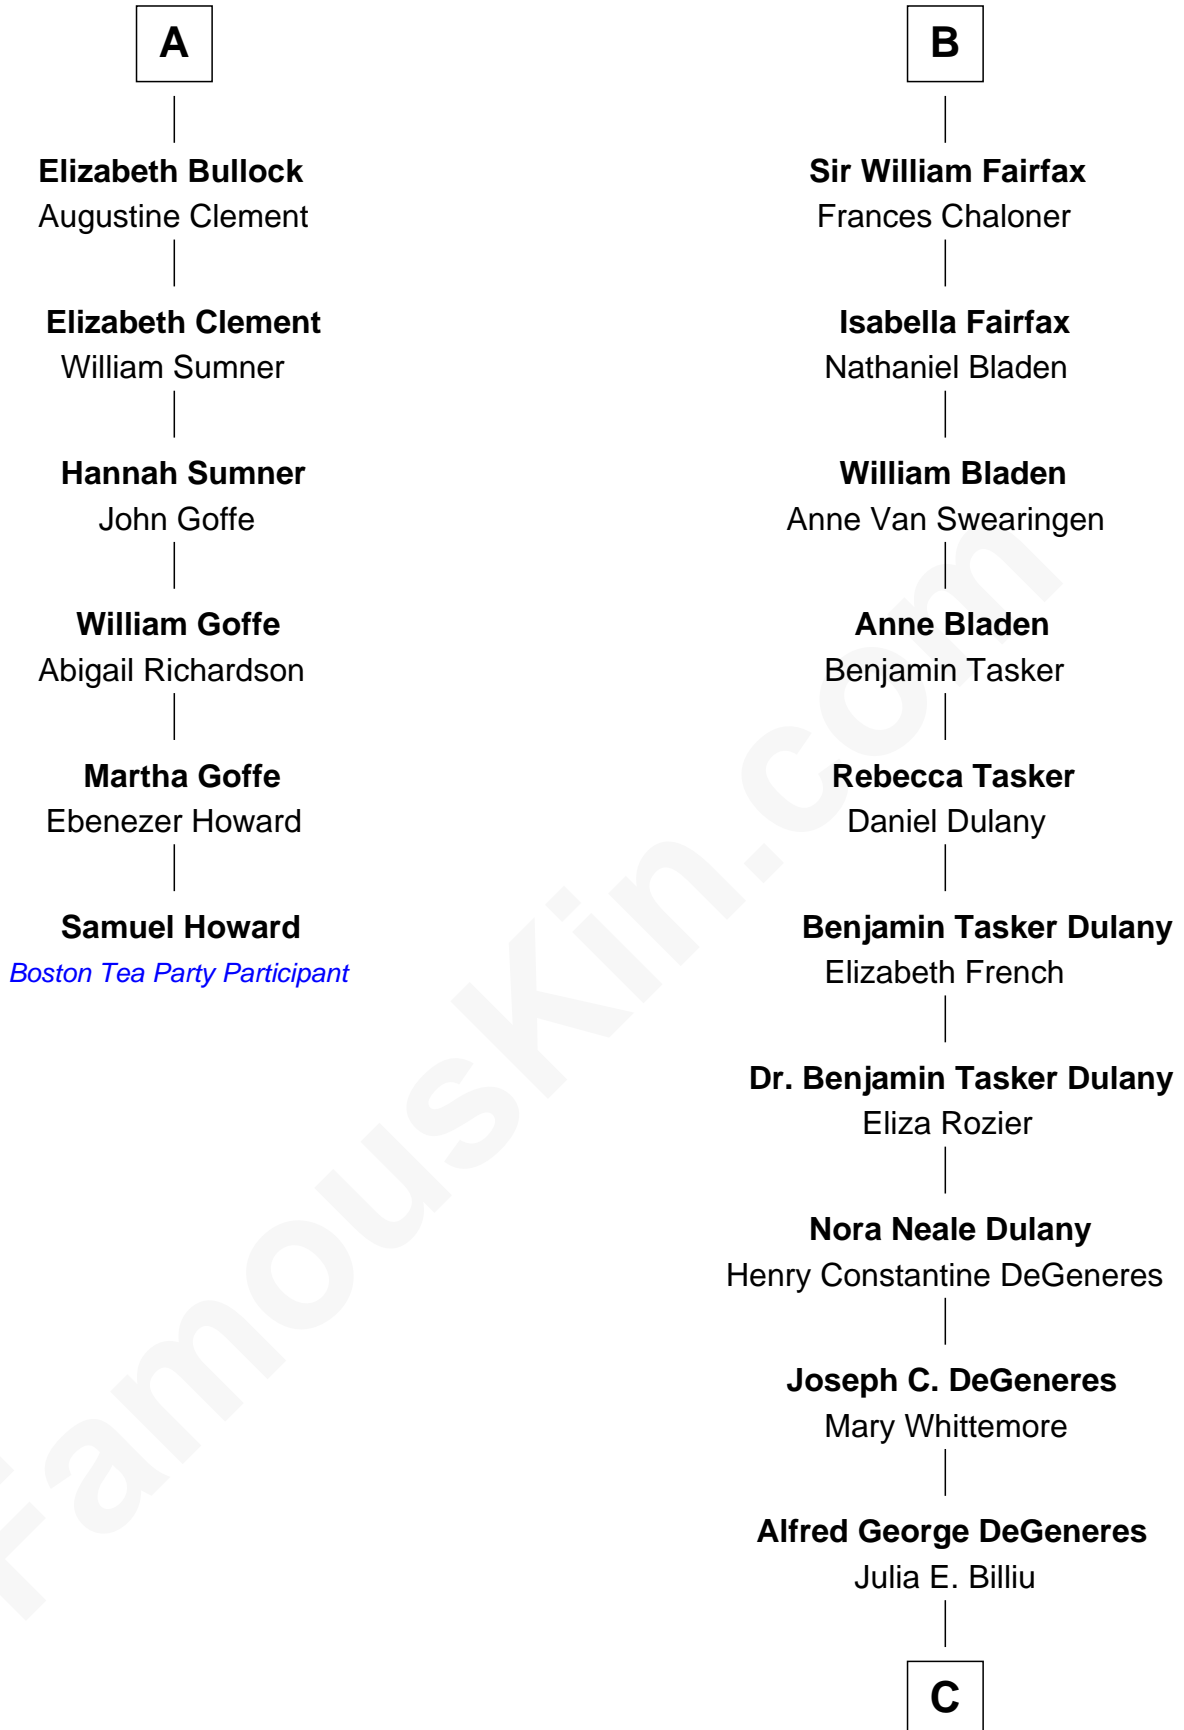 A
Elizabeth Bullock
Augustine Clement
Elizabeth Clement
William Sumner
Hannah Sumner
John Goffe
William Goffe
Abigail Richardson
Martha Goffe
Ebenezer Howard
Samuel Howard
Boston Tea Party Participant
B
Sir William Fairfax
Frances Chaloner
Isabella Fairfax
Nathaniel Bladen
William Bladen
Anne Van Swearingen
Anne Bladen
Benjamin Tasker
Rebecca Tasker
Daniel Dulany
Benjamin Tasker Dulany
Elizabeth French
Dr. Benjamin Tasker Dulany
Eliza Rozier
Nora Neale Dulany
Henry Constantine DeGeneres
Joseph C. DeGeneres
Mary Whittemore
Alfred George DeGeneres
Julia E. Billiu
C
FamousKin.com